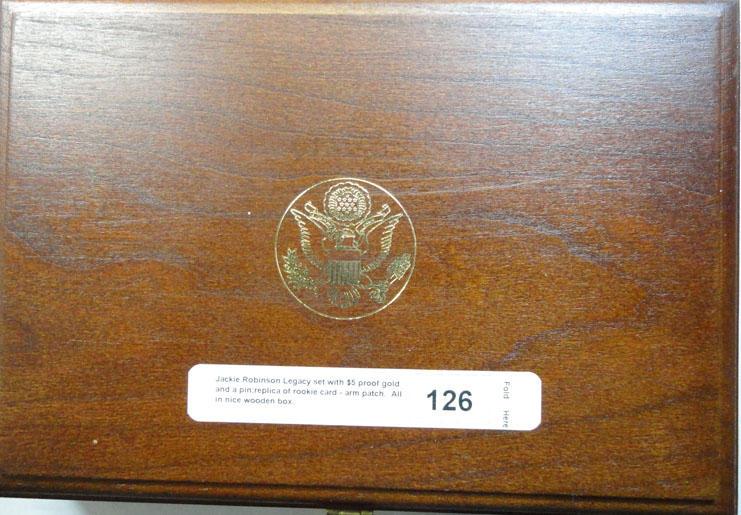 Jackie Robinson Legacy set with $5 proof gold
and a pin;replica of rookie card - arm patch. All
in nice wooden box.
126
Fold Here